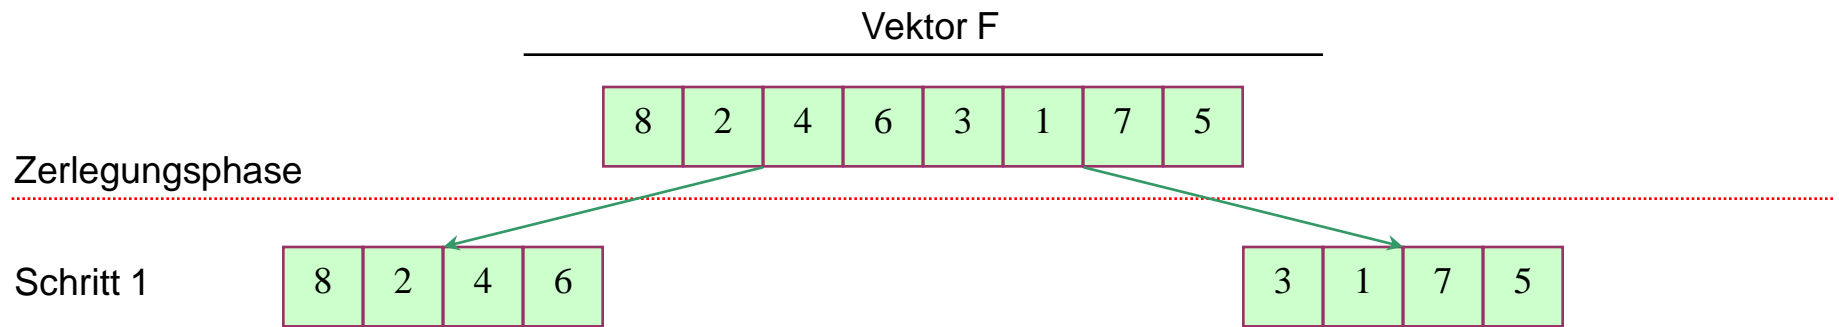 Vektor F
8 2 4 6 3 1 7 5
Zerlegungsphase
Schritt 1 8 2 4 6 3 1 7 5